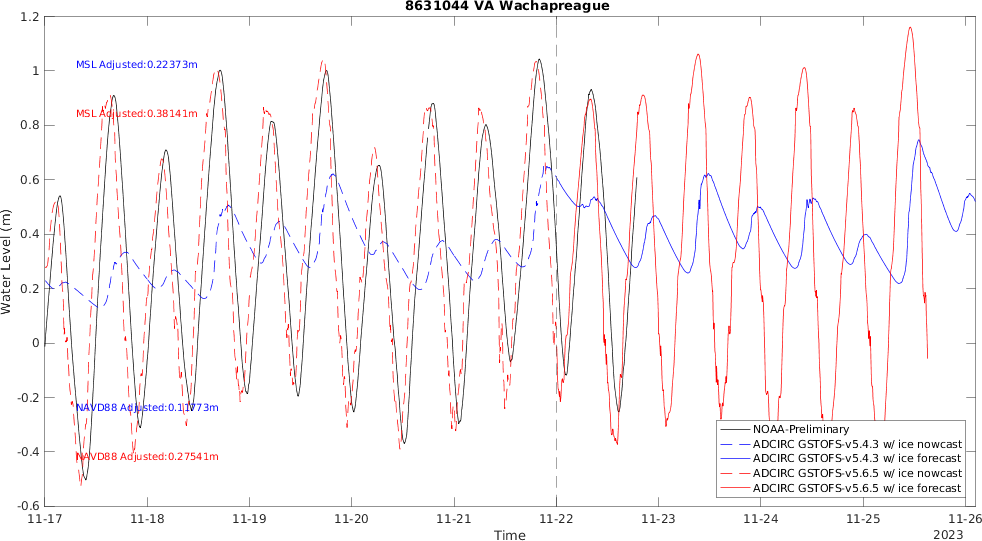 8631044 VA Wachapreague
1.2
1
0.8
0.6
0.4
0.2
0
-0.2
-0.4
-0.6
Water Level (m)
MSL Adjusted:0.22373m
MSL Adjusted:0.38141m
NAVD88 Adjusted:0.11773m
NAVD88 Adjusted:0.27541m
NOAA-Preliminary
ADCIRC GSTOFS-v5.4.3 w/ ice nowcast
ADCIRC GSTOFS-v5.4.3 w/ ice forecast
ADCIRC GSTOFS-v5.6.5 w/ ice nowcast
ADCIRC GSTOFS-v5.6.5 w/ ice forecast
11-17 11-18 11-19 11-20 11-21 11-22 11-23 11-24 11-25 11-26
Time
2023